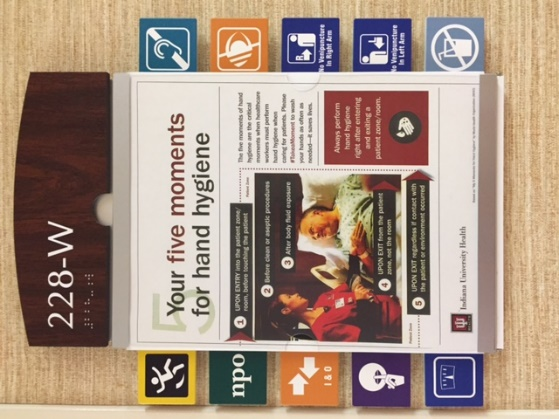 228-W
No Venipuncture
in Right Arm
No Venipuncture
in Left Arm
Your five moments
for hand hygiene
The five moments of hand
hygiene are the critical
moments when healthcare
workers must perform
hand hygiene when
caring for patients. Please
to wash
your hands as often as
needed—it saves lives.
Always perform
hand hygiene
right after entering
and exiting a
patient zone/room.
1 UPON ENTRY into the patient zone/
room, before touching the patient
2 Before clean or aseptic procedures
3 After body fluid exposure
4 UPON EXIT from the patient
zone, not the room
5 UPON EXIT regardless if contact with
the patient or environment occurred
Indiana University Health
npo
I & O